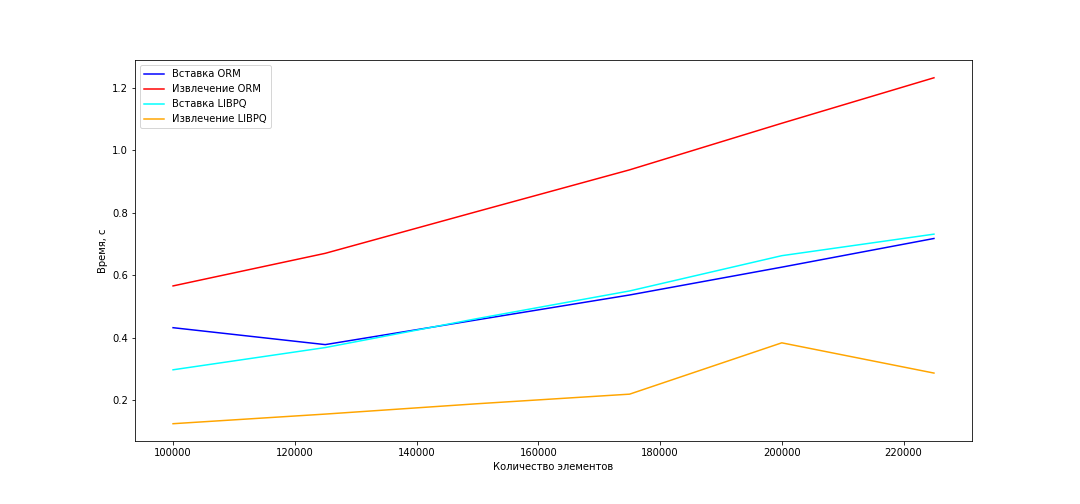 Вставка ORM
Извлечение ORM
Вставка LIBPQ
Извлечение LIBPQ
1.2
1.0
0.8
0.6
0.4
0.2
Время, с
100000 120000 140000 160000 180000 200000 220000
Количество элементов